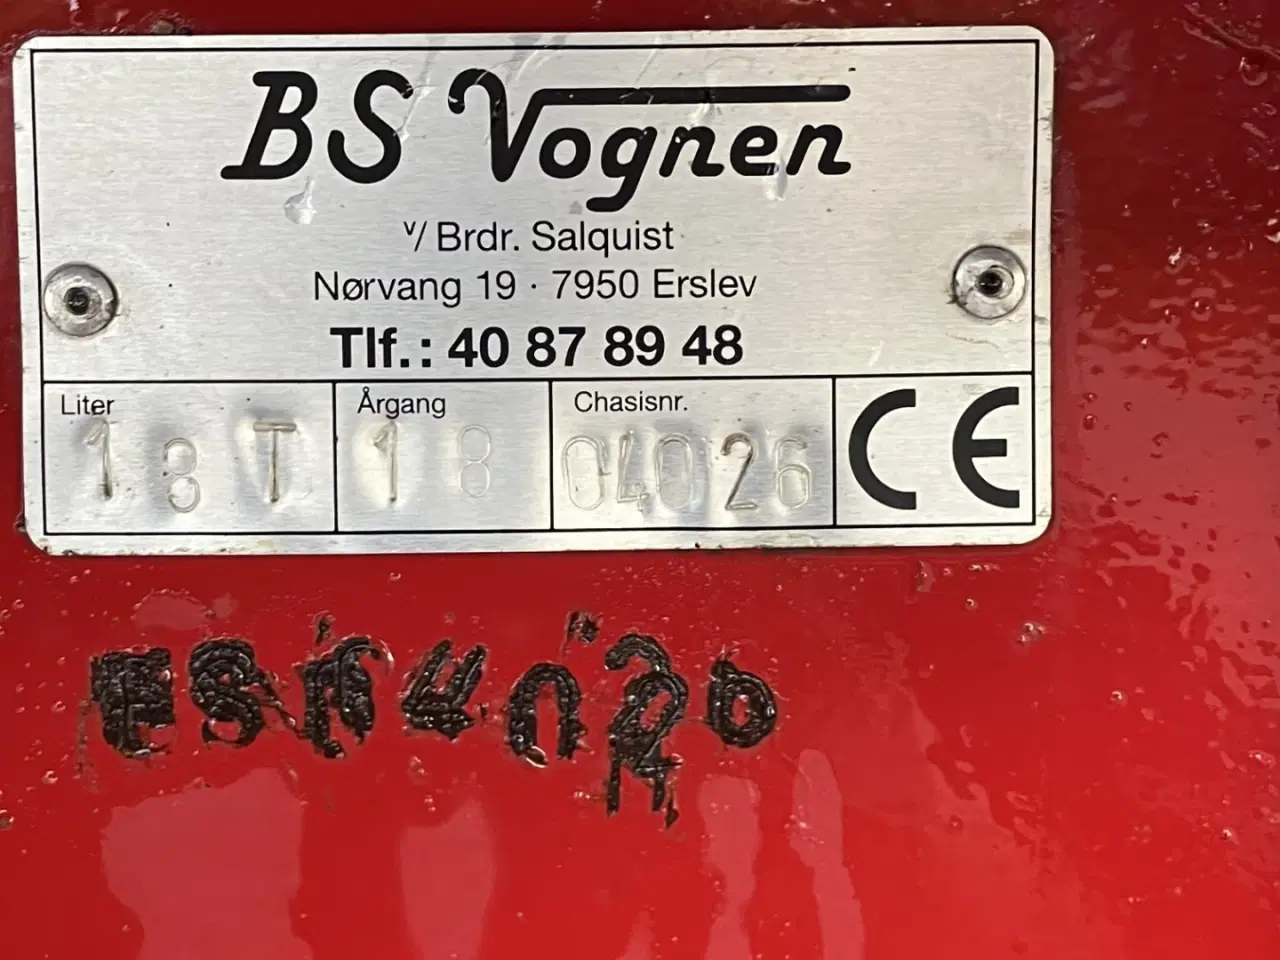 BS Vognen
v/ Brdr. Salquist
Nørvang 19 · 7950 Erslev
Tlf.: 40 87 89 48
Liter Årgang Chasisnr.
18T 18 04026 CE